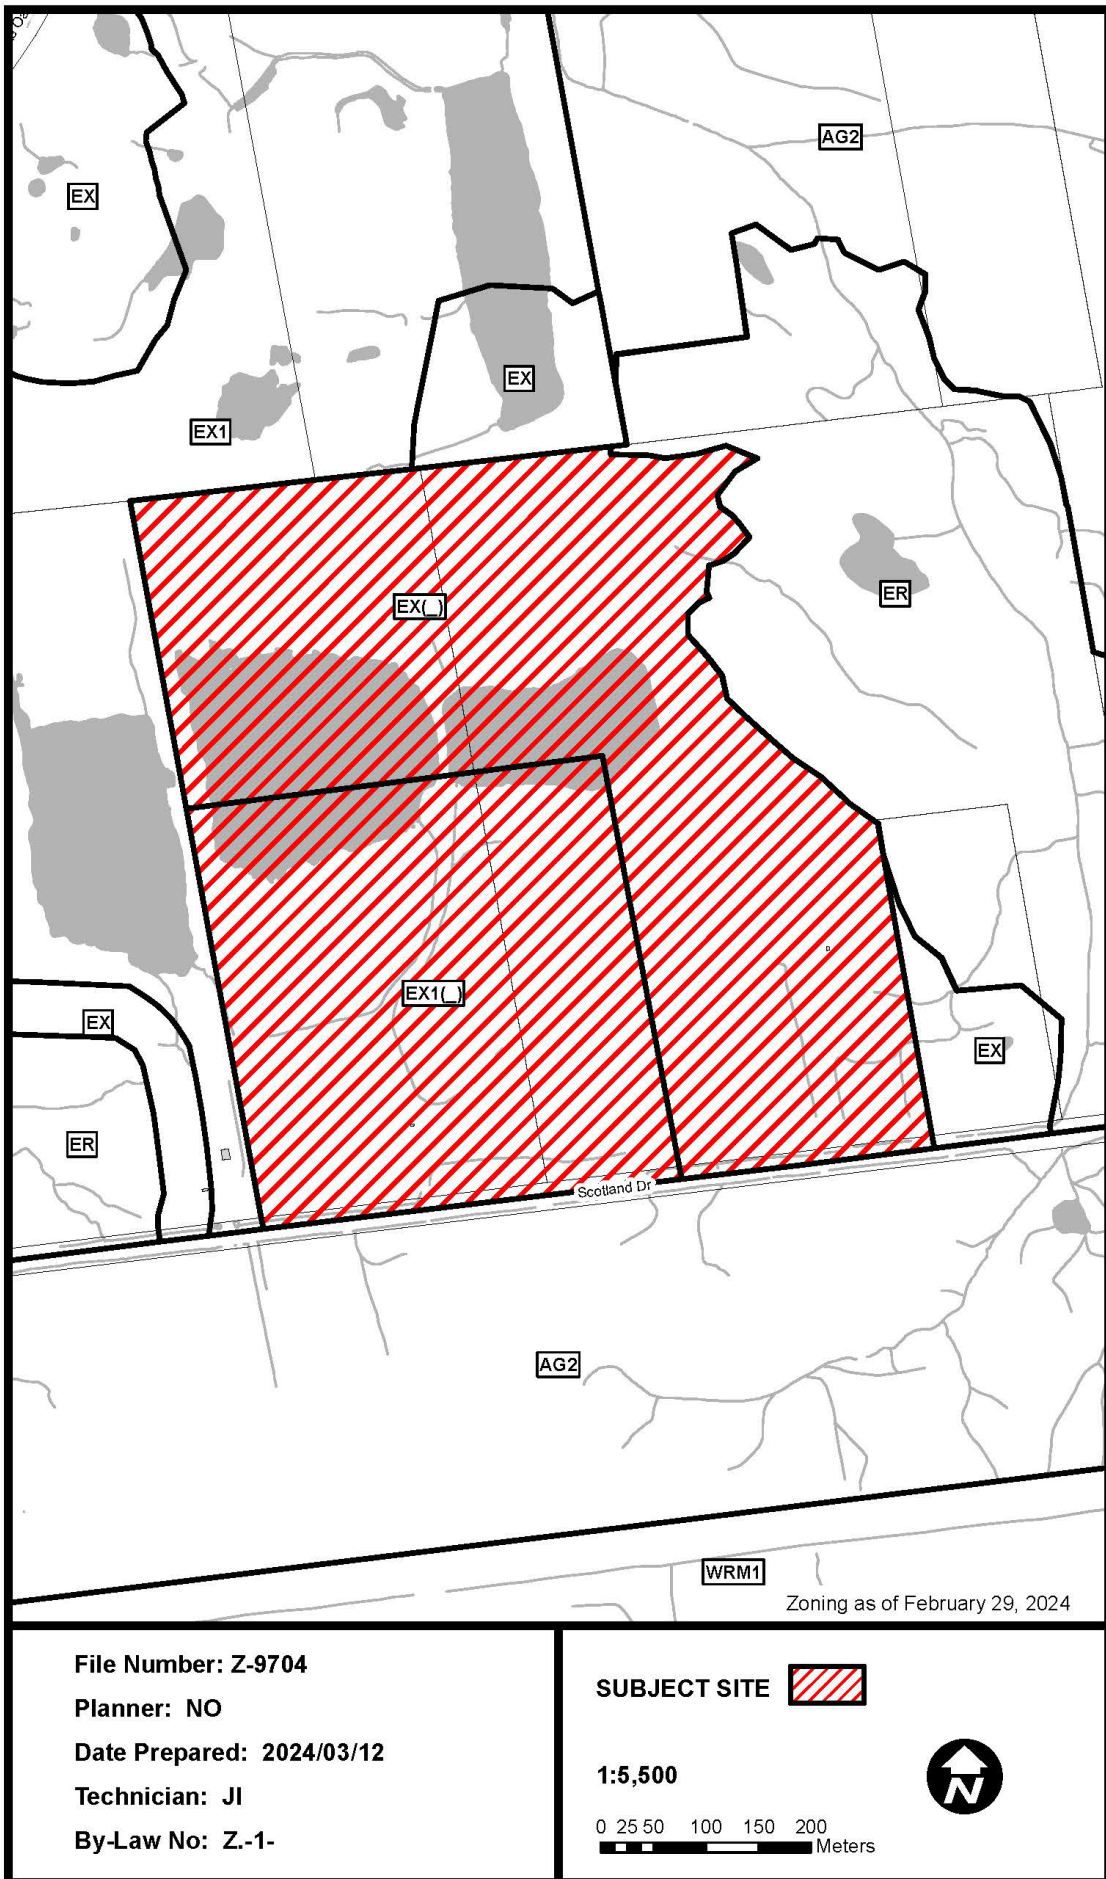 AG2
EX
EX
EX1
EX(_)
ER
EX1(_)
EX
EX
ER
Scotland Dr
AG2
WRM1
Zoning as of February 29, 2024
File Number: Z-9704
Planner: NO
Date Prepared: 2024/03/12
Technician: JI
By-Law No: Z.-1-
SUBJECT SITE
1:5,500
N
0 25 50 100 150 200
Meters